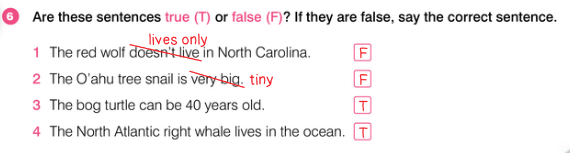 6 Are these sentences true (T) or false (F)? If they are false, say the correct sentence.
lives only
1 The red wolf doesn't live in North Carolina. F
2 The O'ahu tree snail is very big. tiny F
3 The bog turtle can be 40 years old. T
4 The North Atlantic right whale lives in the ocean. T